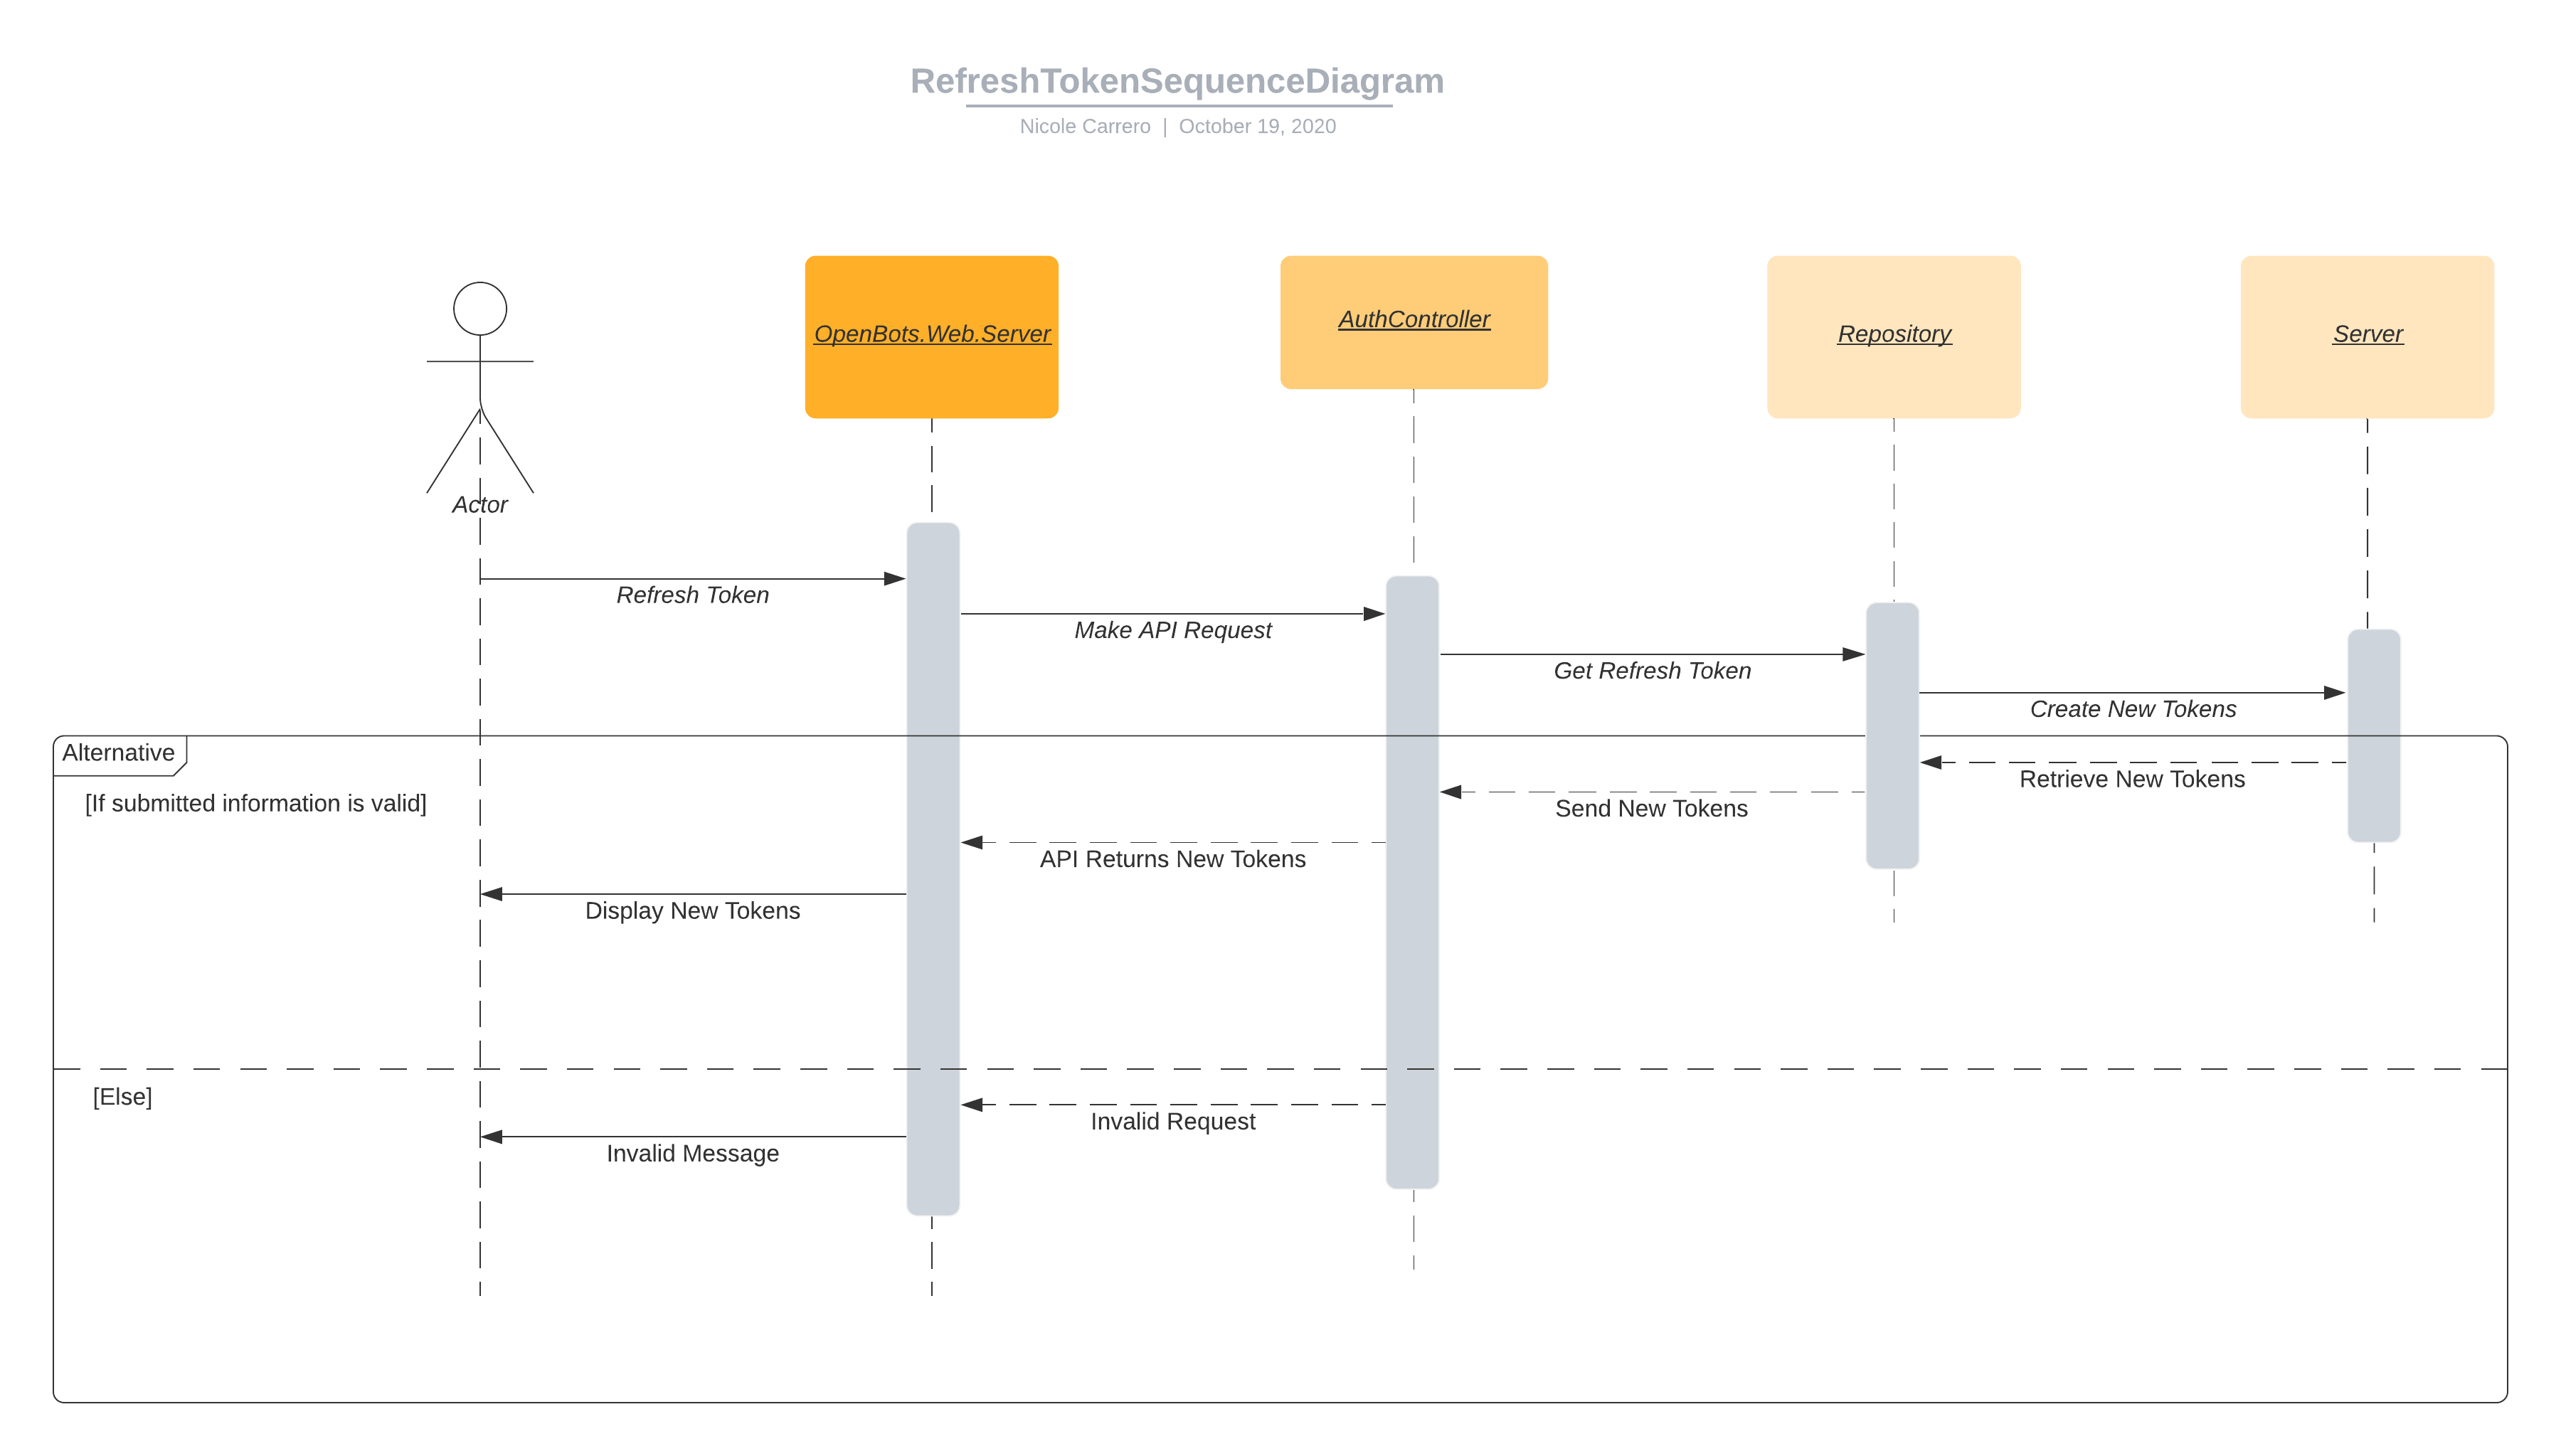 RefreshTokenSequenceDiagram
Nicole Carrero | October 19, 2020
OpenBots.Web.Server
AuthController
Repository
Server
Actor
Refresh Token
Make API Request
Get Refresh Token
Create New Tokens
Alternative
[If submitted information is valid]
Retrieve New Tokens
Send New Tokens
API Returns New Tokens
Display New Tokens
[Else]
Invalid Request
Invalid Message